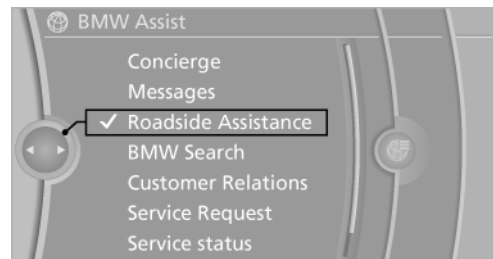 BMW Assist
Concierge
Messages
Roadside Assistance
BMW Search
Customer Relations
Service Request
Service status